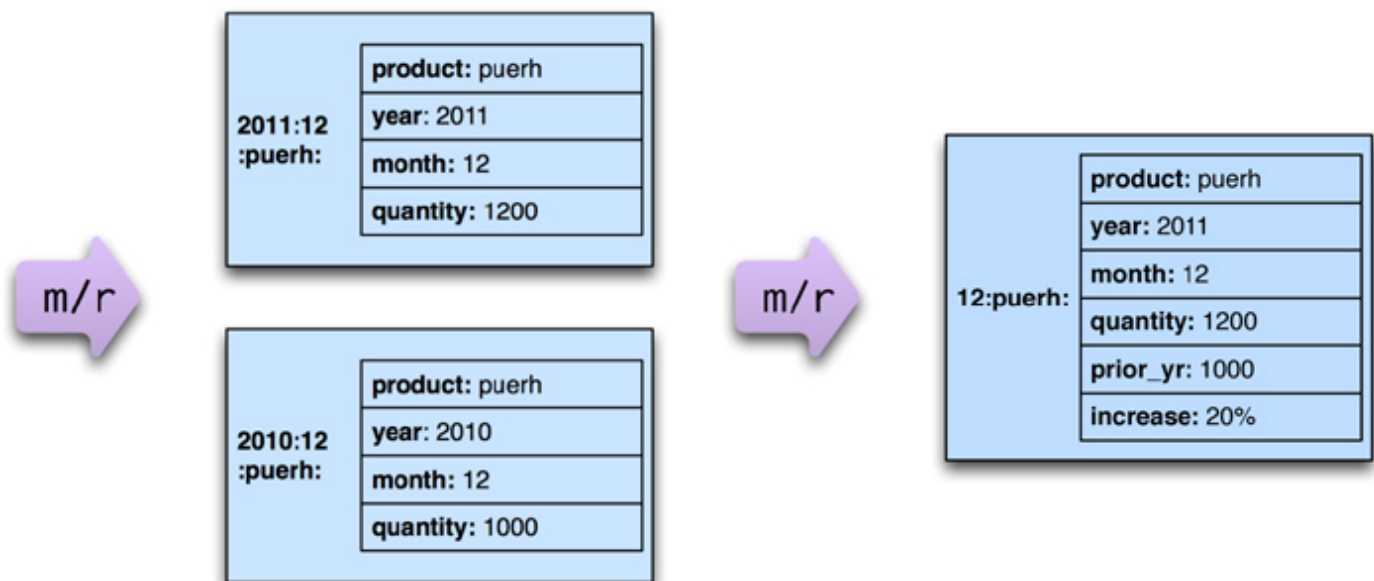 m/r
2011:12
:puerh:
product: puerh
year: 2011
month: 12
quantity: 1200
2010:12
:puerh:
product: puerh
year: 2010
month: 12
quantity: 1000
m/r
12:puerh:
product: puerh
year: 2011
month: 12
quantity: 1200
prior_yr: 1000
increase: 20%